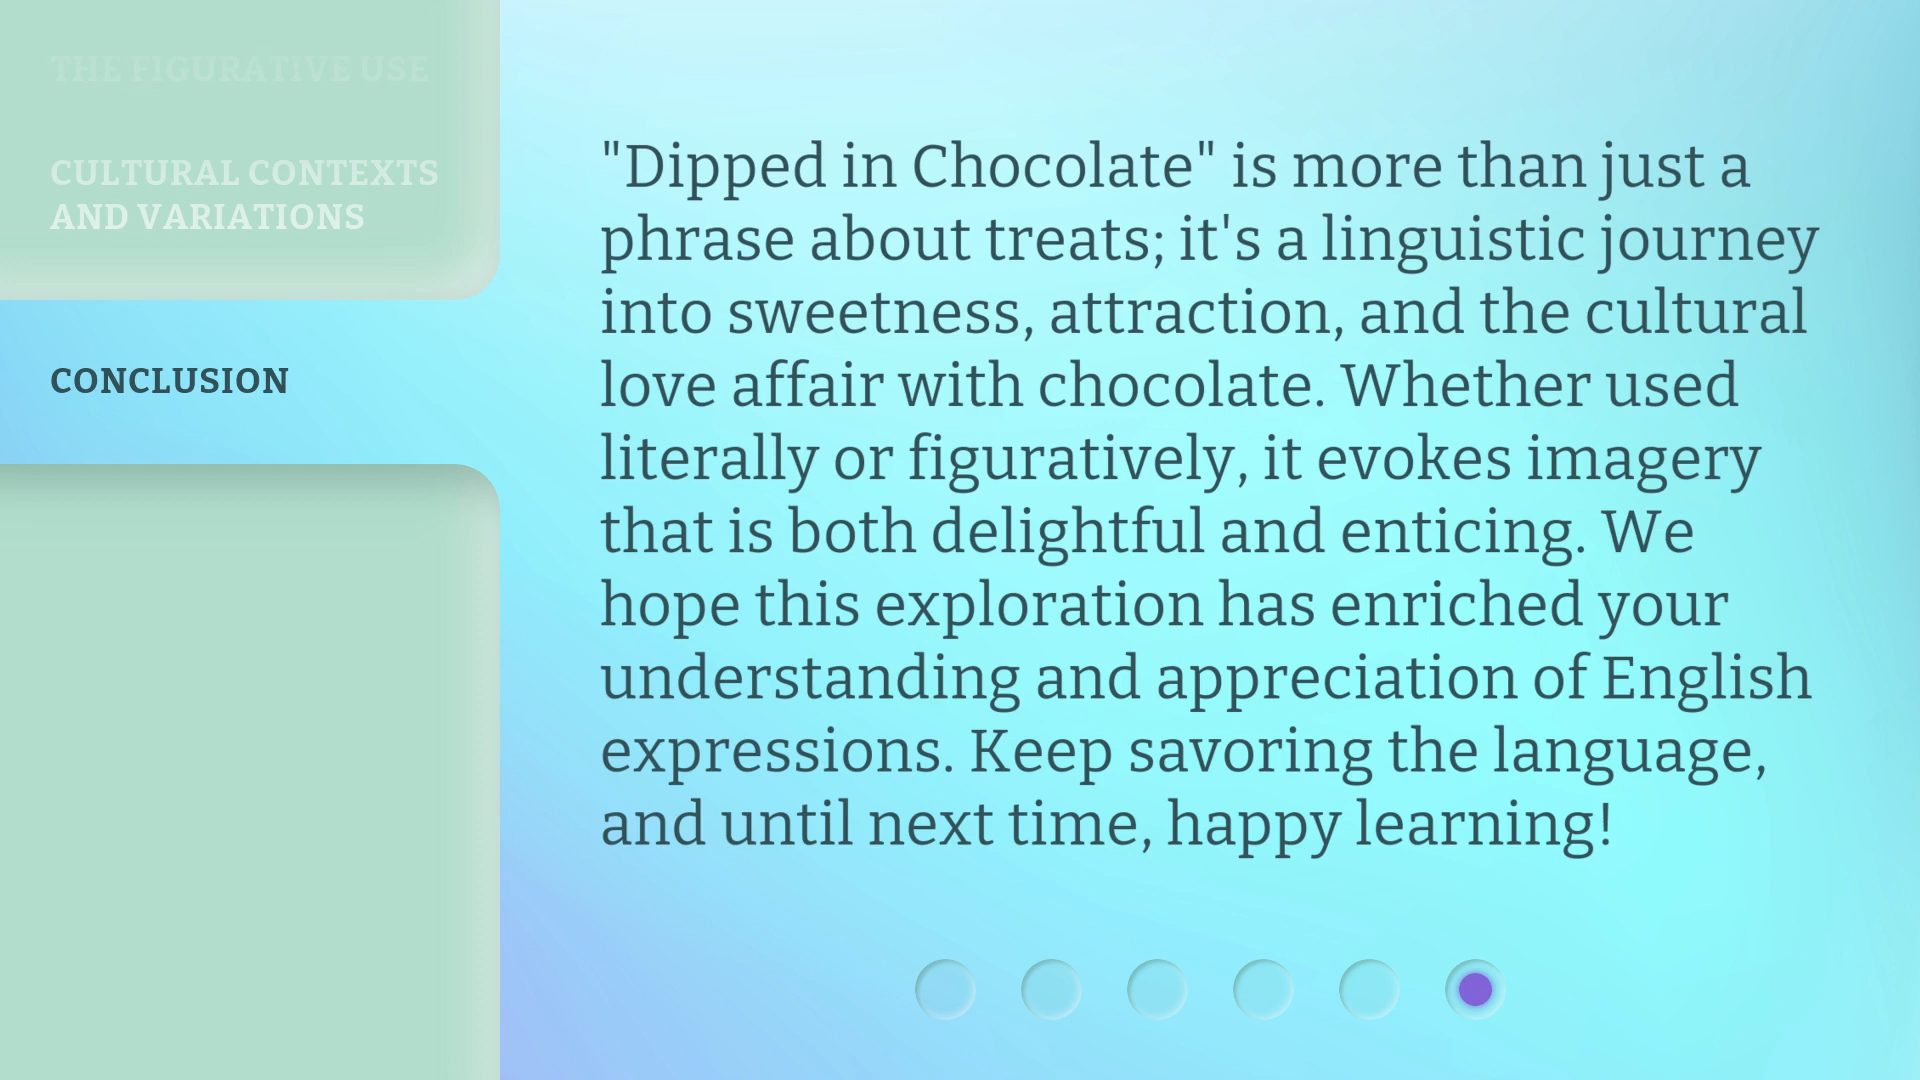 THE FIGURATIVE USE
CULTURAL CONTEXTS
AND VARIATIONS
CONCLUSION
"Dipped in Chocolate" is more than just a
phrase about treats; it's a linguistic journey
into sweetness, attraction, and the cultural
love affair with chocolate. Whether used
literally or figuratively, it evokes imagery
that is both delightful and enticing. We
hope this exploration has enriched your
understanding and appreciation of English
expressions. Keep savoring the language,
and until next time, happy learning!